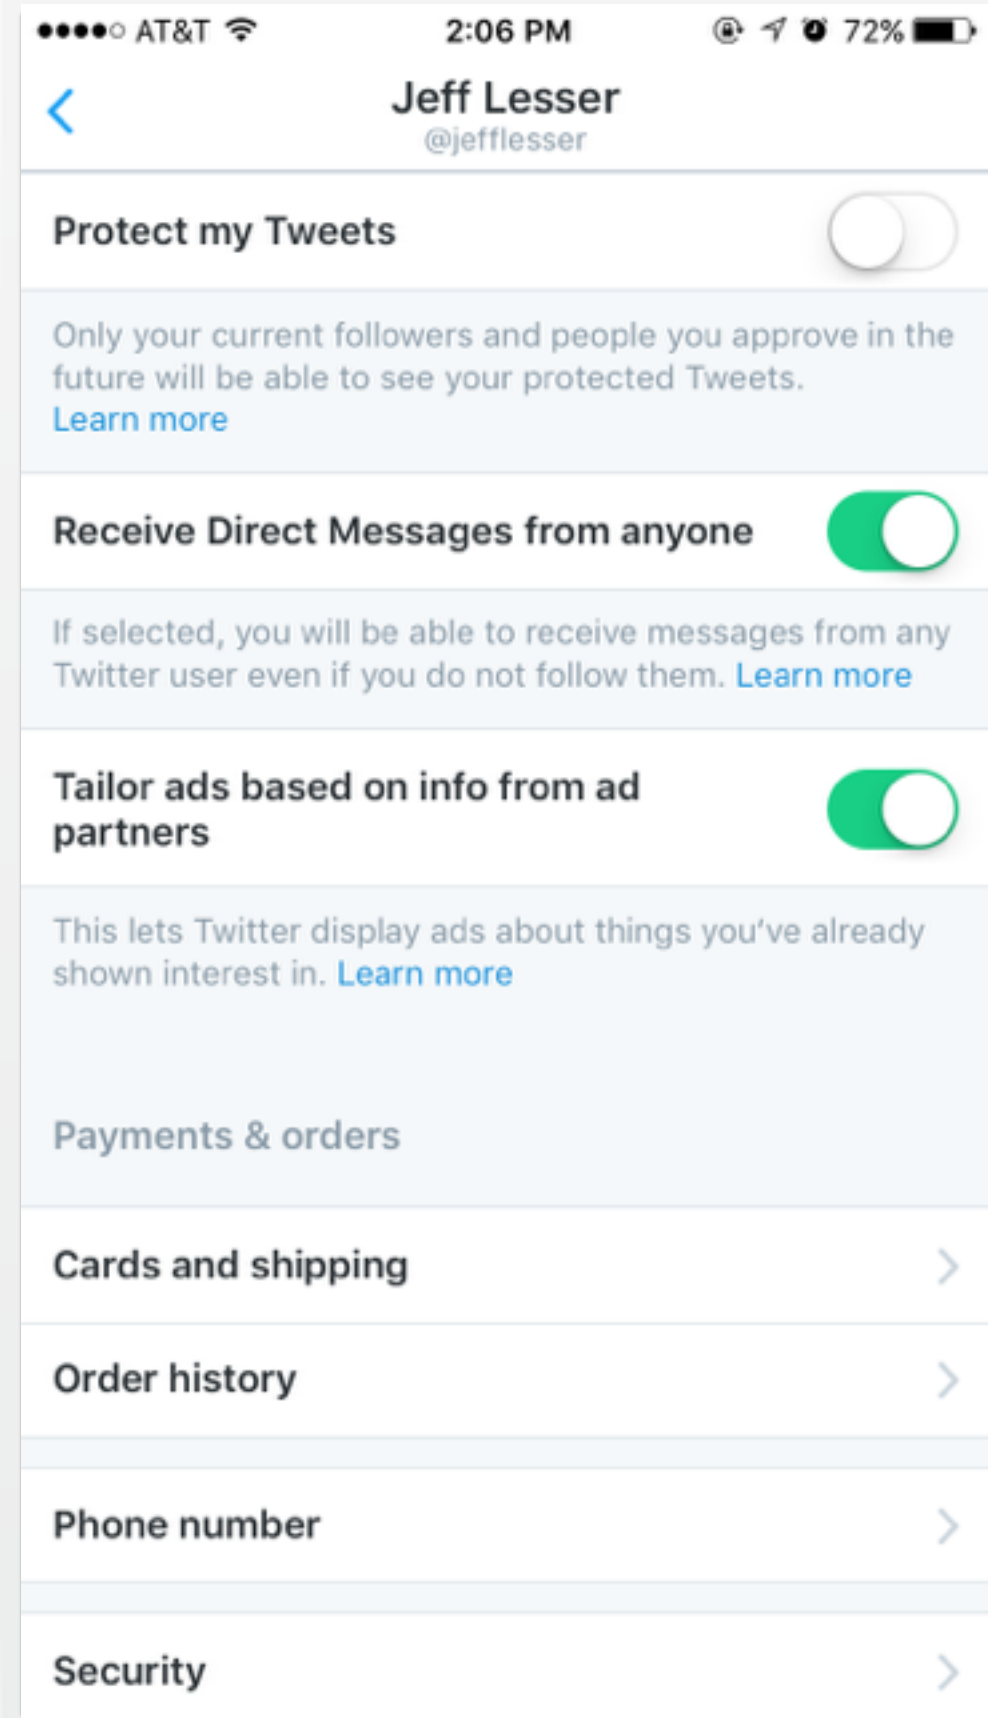 AT&T 2:06 PM 72%
Jeff Lesser
@jefflesser
Protect my Tweets
Only your current followers and people you approve in the
future will be able to see your protected Tweets.
Learn more
Receive Direct Messages from anyone
If selected, you will be able to receive messages from any
Twitter user even if you do not follow them. Learn more
Tailor ads based on info from ad
partners
This lets Twitter display ads about things you’ve already
shown interest in. Learn more
Payments & orders
Cards and shipping
Order history
Phone number
Security